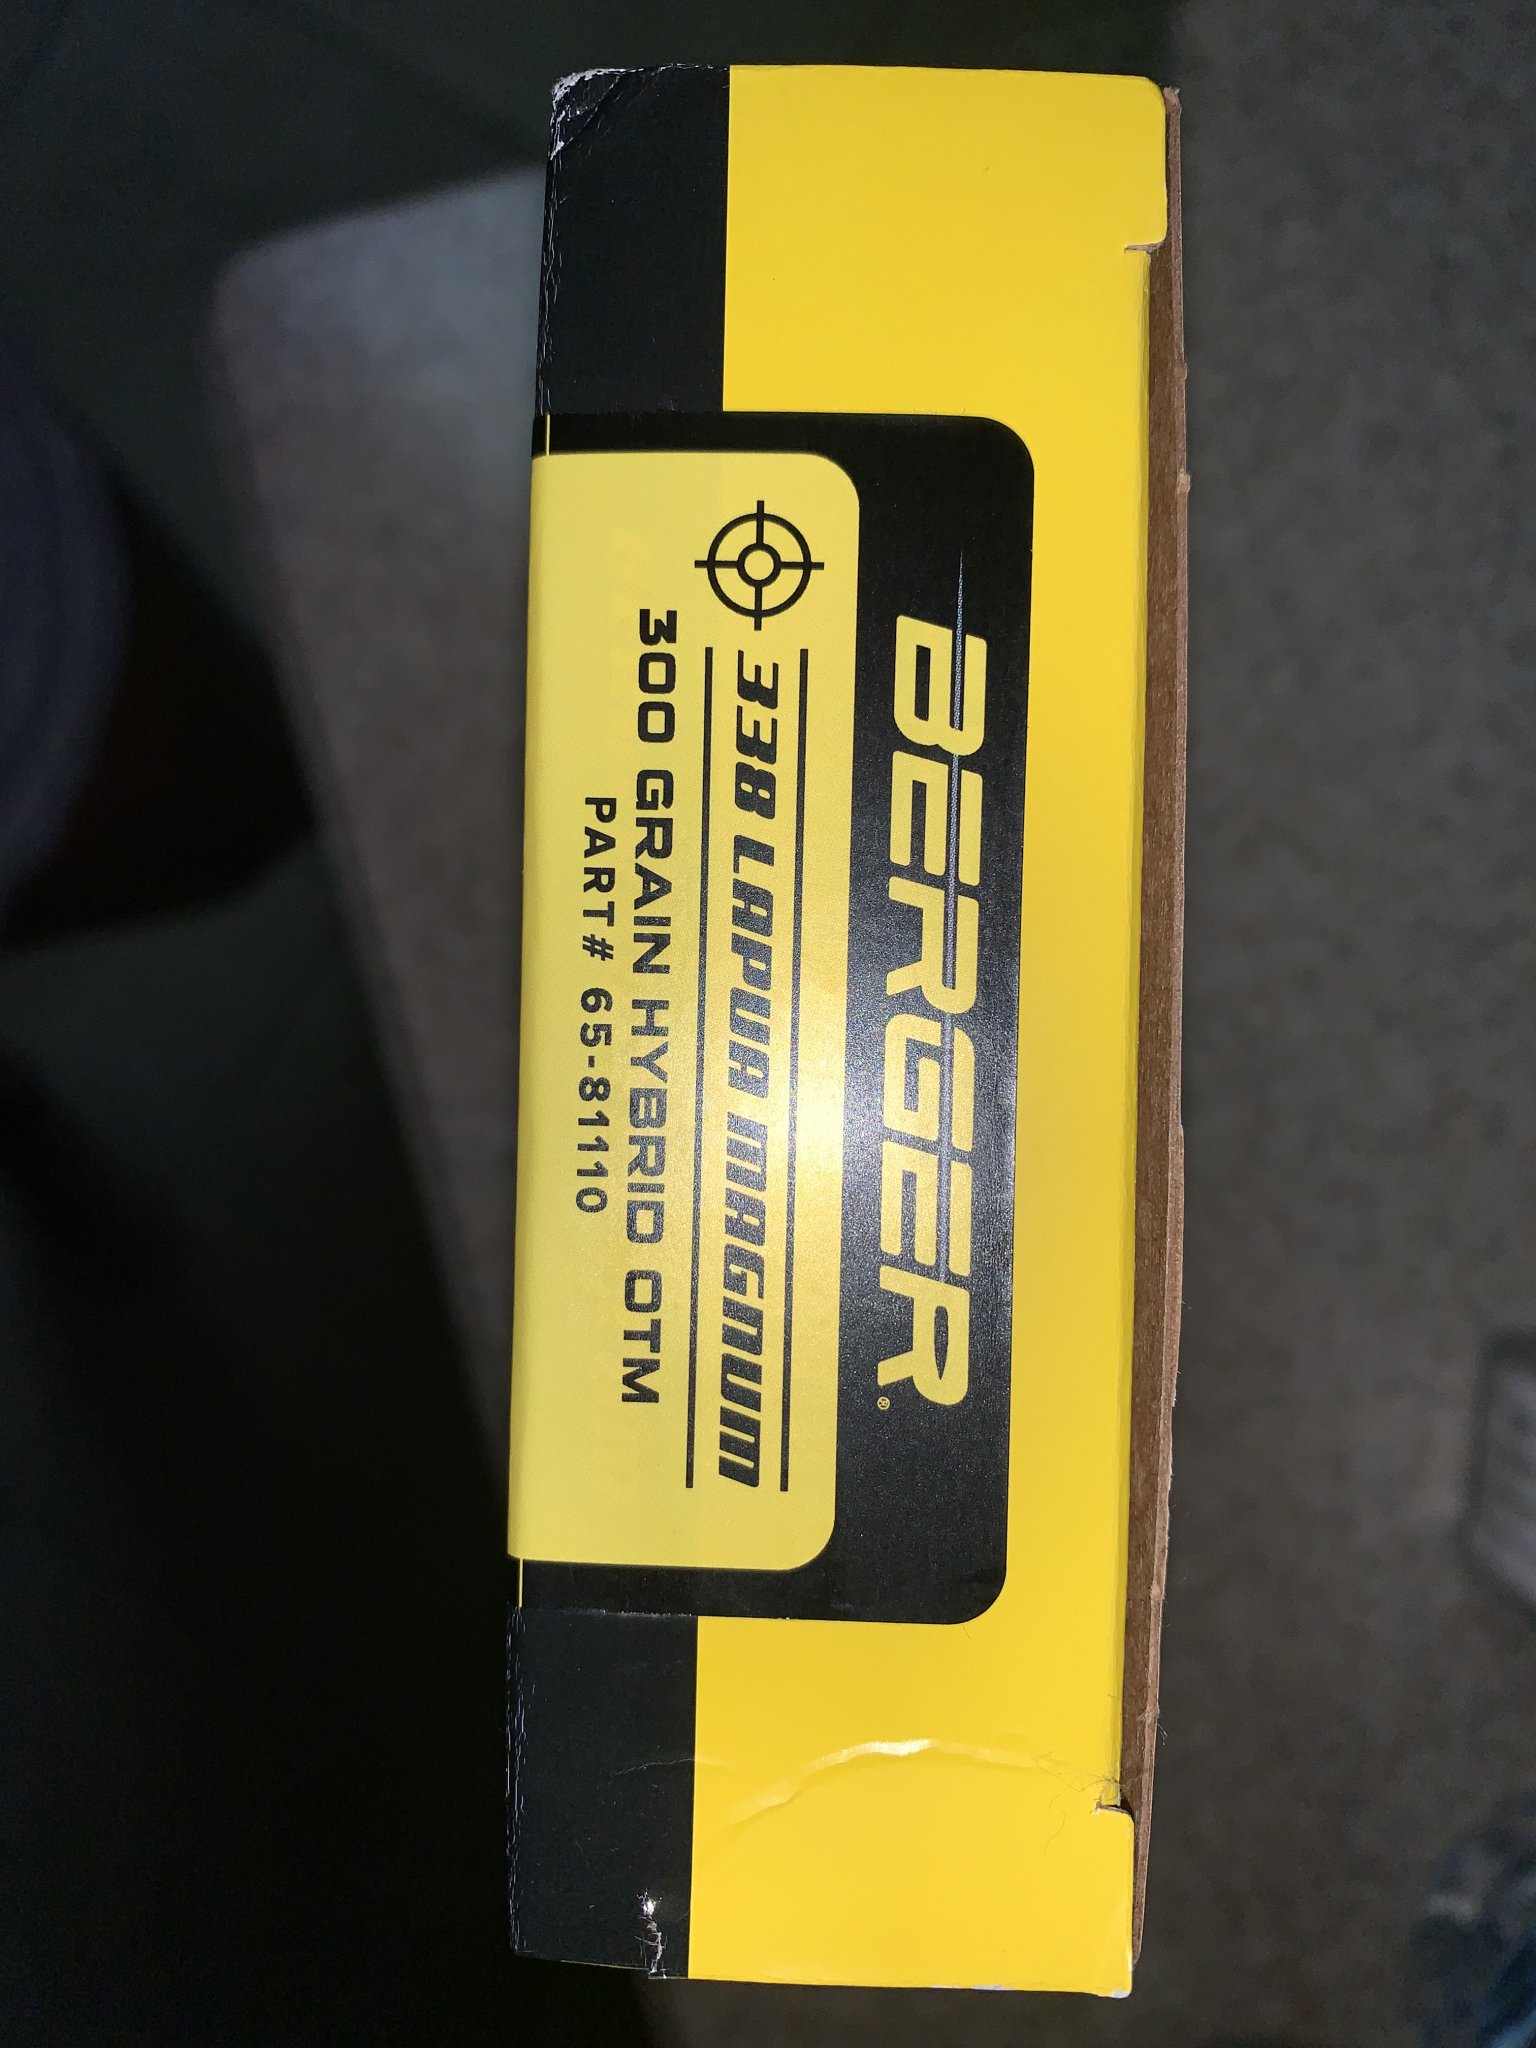 BERGER®
338 LAPUA MAGNUM
300 GRAIN HYBRID OTM
PART# 65-81110